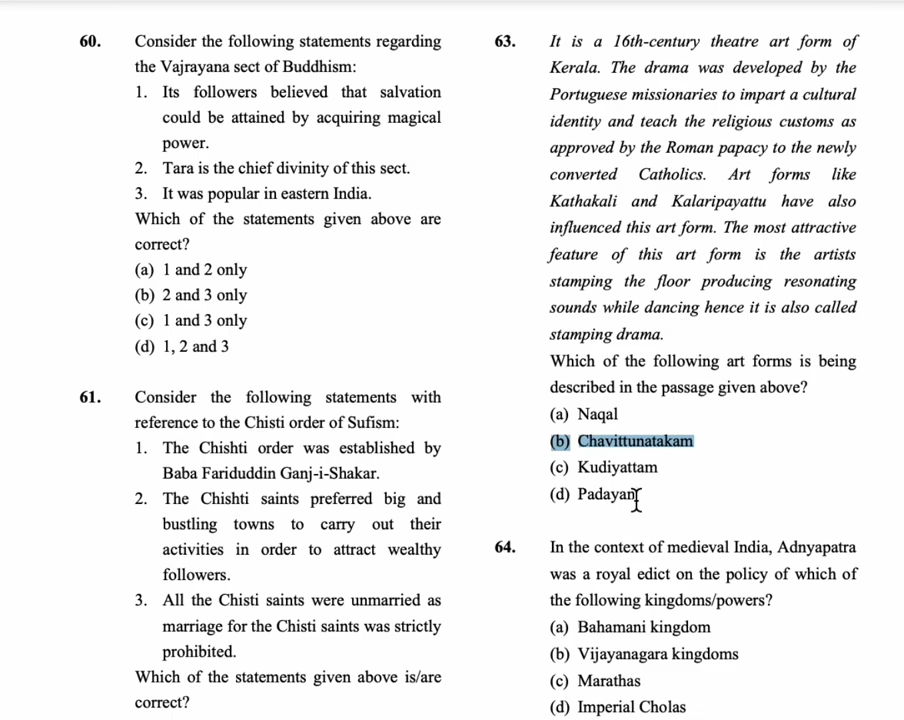 60. Consider the following statements regarding
the Vajrayana sect of Buddhism:
1. Its followers believed that salvation
could be attained by acquiring magical
power.
2. Tara is the chief divinity of this sect.
3. It was popular in eastern India.
Which of the statements given above are
correct?
(a) 1 and 2 only
(b) 2 and 3 only
(c) 1 and 3 only
(d) 1, 2 and 3
61. Consider the following statements with
reference to the Chisti order of Sufism:
1. The Chishti order was established by
Baba Fariduddin Ganj-i-Shakar.
2. The Chishti saints preferred big and
bustling towns to carry out their
activities in order to attract wealthy
followers.
3. All the Chisti saints were unmarried as
marriage for the Chisti saints was strictly
prohibited.
Which of the statements given above is/are
correct?
63. It is a 16th-century theatre art form of
Kerala. The drama was developed by the
Portuguese missionaries to impart a cultural
identity and teach the religious customs as
approved by the Roman papacy to the newly
converted Catholics. Art forms like
Kathakali and Kalaripayattu have also
influenced this art form. The most attractive
feature of this art form is the artists
stamping the floor producing resonating
sounds while dancing hence it is also called
stamping drama.
Which of the following art forms is being
described in the passage given above?
(a) Naqal
(b) Chavittunatakam
(c) Kudiyattam
(d) Padayani
64. In the context of medieval India, Adnyapatra
was a royal edict on the policy of which of
the following kingdoms/powers?
(a) Bahamani kingdom
(b) Vijayanagara kingdoms
(c) Marathas
(d) Imperial Cholas